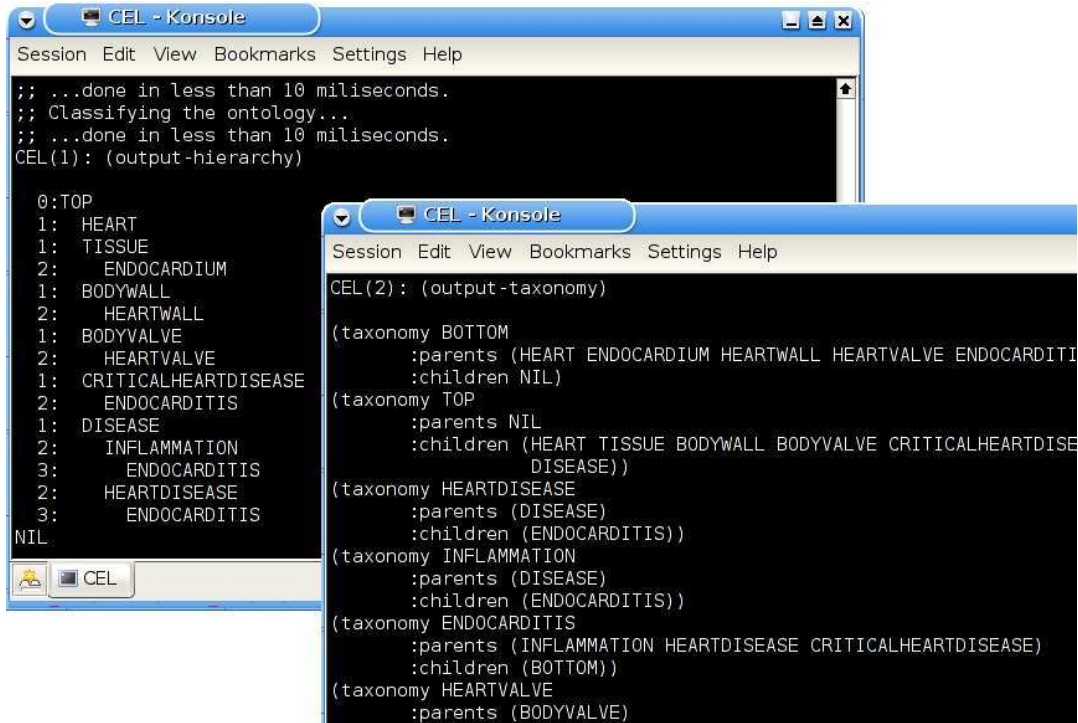 CEL - Konsole
Session Edit View Bookmarks Settings Help
;; ...done in less than 10 miliseconds.
;; Classifying the ontology...
;; ...done in less than 10 miliseconds.
CEL(1): (output-hierarchy)
0:TOP
1: HEART
1: TISSUE
2: ENDOCARDIUM
1: BODYWALL
2: HEARTWALL
1: BODYVALVE
2: HEARTVALVE
1: CRITICALHEARTDISEASE
2: ENDOCARDITIS
1: DISEASE
2: INFLAMMATION
3: ENDOCARDITIS
2: HEARTDISEASE
3: ENDOCARDITIS
NIL
CEL
CEL - Konsole
Session Edit View Bookmarks Settings Help
CEL(2): (output-taxonomy)
(taxonomy BOTTOM
:parents (HEART ENDOCARDIUM HEARTWALL HEARTVALVE ENDOCARDITI
:children NIL)
(taxonomy TOP
:parents NIL
:children (HEART TISSUE BODYWALL BODYVALVE CRITICALHEARTDISE
DISEASE))
(taxonomy HEARTDISEASE
:parents (DISEASE)
:children (ENDOCARDITIS))
(taxonomy INFLAMMATION
:parents (DISEASE)
:children (ENDOCARDITIS))
(taxonomy ENDOCARDITIS
:parents (INFLAMMATION HEARTDISEASE CRITICALHEARTDISEASE)
:children (BOTTOM))
(taxonomy HEARTVALVE
:parents (BODYVALVE)